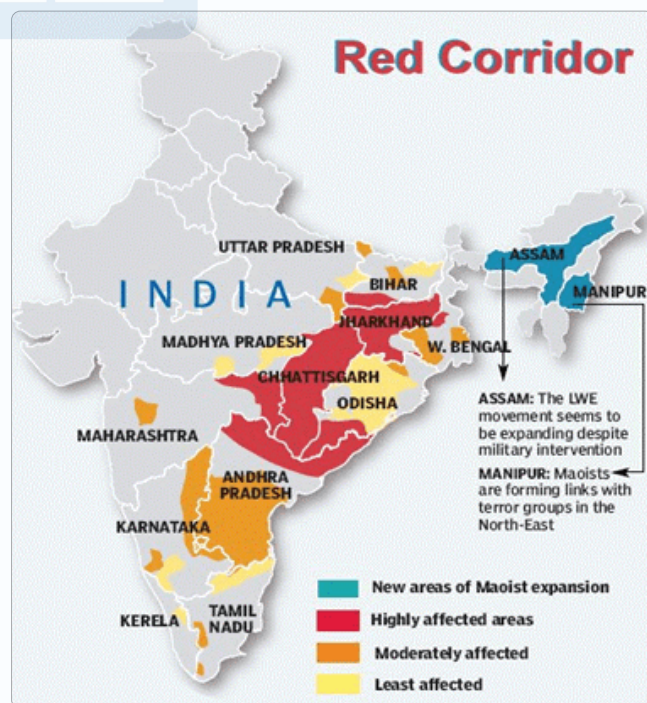 Red Corridor
UTTAR PRADESH
ASSAM
BIHAR
INDIA
MANIPUR
JHARKHAND
MADHYA PRADESH
W. BENGAL
CHHATTISGARH
ODISHA
MAHARASHTRA
ASSAM: The LWE
movement seems to
be expanding despite
military intervention
MANIPUR: Maoists
are forming links with
terror groups in the
North-East
ANDHRA
PRADESH
KARNATAKA
KERELA
TAMIL
NADU
New areas of Maoist expansion
Highly affected areas
Moderately affected
Least affected